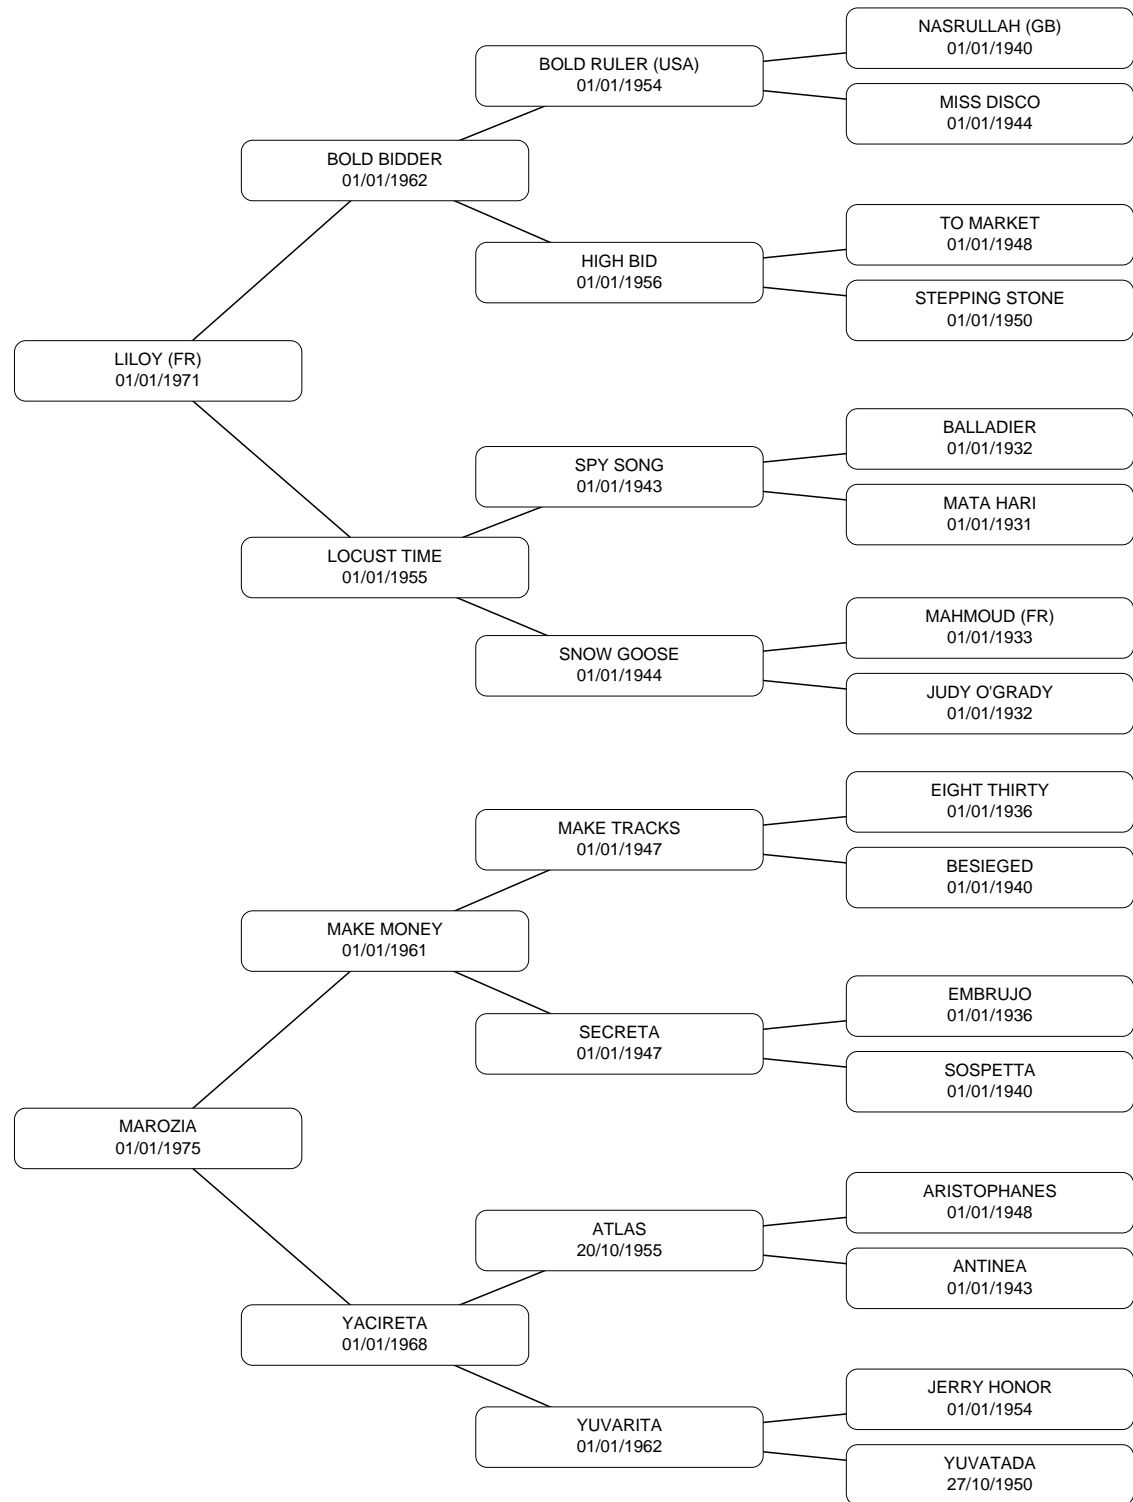 NASRULLAH (GB)
01/01/1940
BOLD RULER (USA)
01/01/1954
MISS DISCO
01/01/1944
BOLD BIDDER
01/01/1962
TO MARKET
01/01/1948
HIGH BID
01/01/1956
STEPPING STONE
01/01/1950
LILOY (FR)
01/01/1971
BALLADIER
01/01/1932
SPY SONG
01/01/1943
MATA HARI
01/01/1931
LOCUST TIME
01/01/1955
MAHMOUD (FR)
01/01/1933
SNOW GOOSE
01/01/1944
JUDY O'GRADY
01/01/1932
EIGHT THIRTY
01/01/1936
MAKE TRACKS
01/01/1947
BESIEGED
01/01/1940
MAKE MONEY
01/01/1961
EMBRUJO
01/01/1936
SECRETA
01/01/1947
SOSPETTA
01/01/1940
MAROZIA
01/01/1975
ARISTOPHANES
01/01/1948
ATLAS
20/10/1955
ANTINEA
01/01/1943
YACIRETA
01/01/1968
JERRY HONOR
01/01/1954
YUVARITA
01/01/1962
YUVATADA
27/10/1950